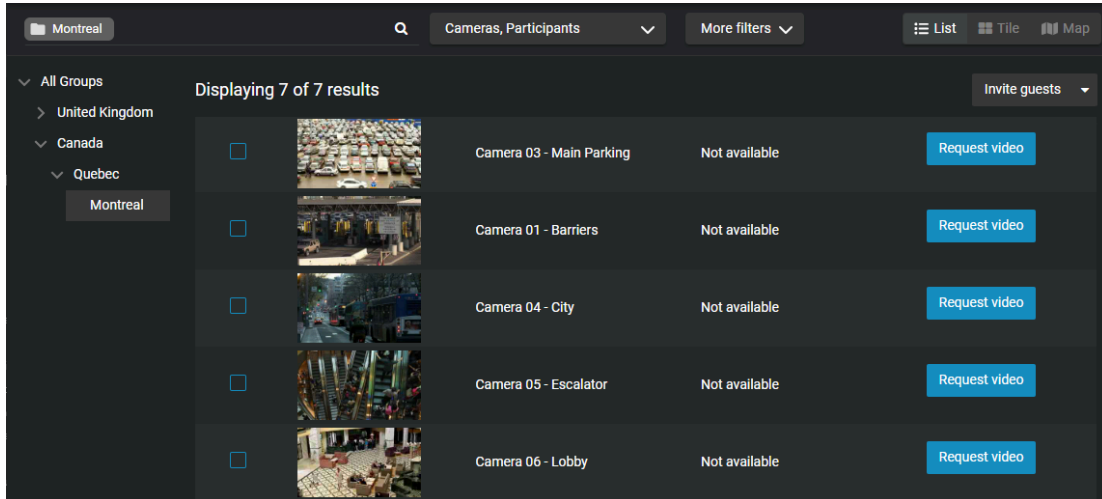 Montreal
Cameras, Participants
More filters
List
Tile
Map
All Groups
United Kingdom
Canada
Quebec
Montreal
Displaying 7 of 7 results
Invite guests
Camera 03 - Main Parking Not available Request video
Camera 01 - Barriers Not available Request video
Camera 04 - City Not available Request video
Camera 05 - Escalator Not available Request video
Camera 06 - Lobby Not available Request video